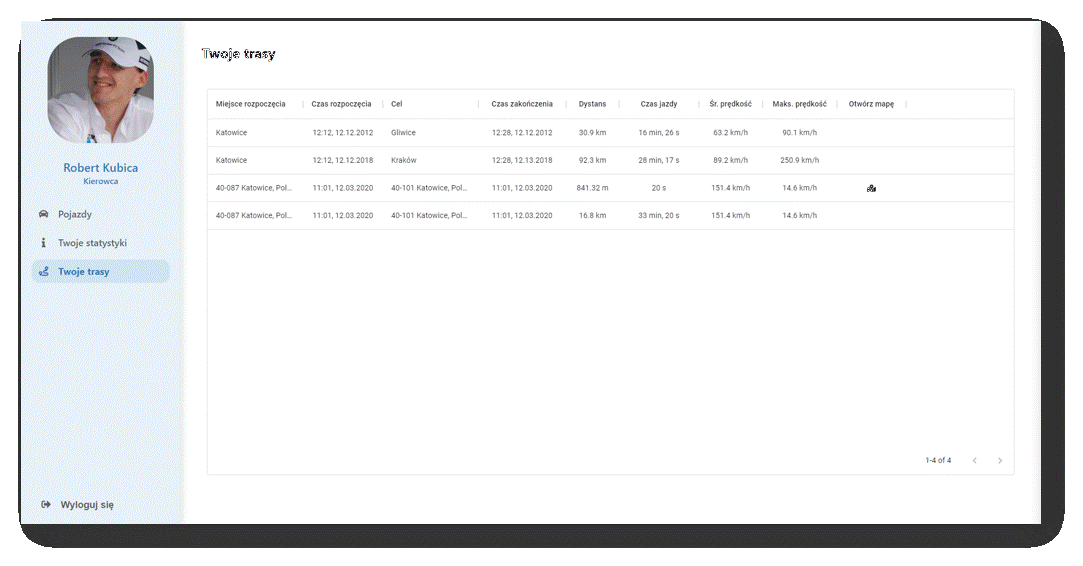 Robert Kubica
Kierowca
Pojazdy
Twoje statystyki
Twoje trasy
Wyloguj się
Twoje trasy
Miejsce rozpoczęcia Czas rozpoczęcia Cel Czas zakończenia Dystans Czas jazdy Śr. prędkość Maks. prędkość Otwórz mapę
Katowice 12:12, 12.12.2012 Gliwice 12:28, 12.12.2012 30.9 km 16 min, 26 s 63.2 km/h 90.1 km/h
Katowice 12:12, 12.12.2018 Kraków 12:28, 12.13.2018 92.3 km 28 min, 17 s 89.2 km/h 250.9 km/h
40-087 Katowice, Pol... 11:01, 12.03.2020 40-101 Katowice, Pol... 11:01, 12.03.2020 841.32 m 20 s 151.4 km/h 14.6 km/h
40-087 Katowice, Pol... 11:01, 12.03.2020 40-101 Katowice, Pol... 11:01, 12.03.2020 16.8 km 33 min, 20 s 151.4 km/h 14.6 km/h
1-4 of 4